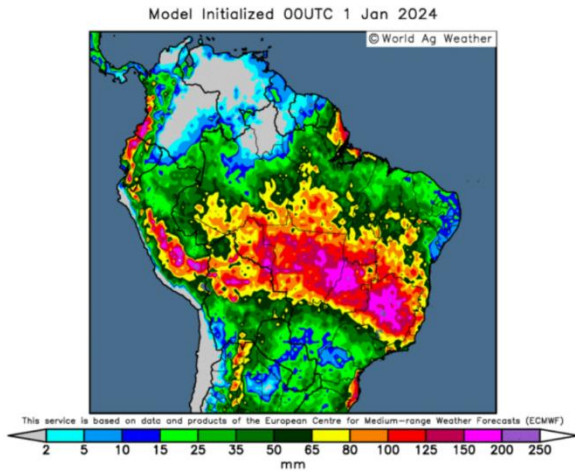 Model Initialized 00UTC 1 Jan 2024
© World Ag Weather
This service is based on data and products of the European Centre for Medium-range Weather Forecasts (ECMWF)
2 5 10 15 25 35 50 65 80 100 125 150 200 250
mm